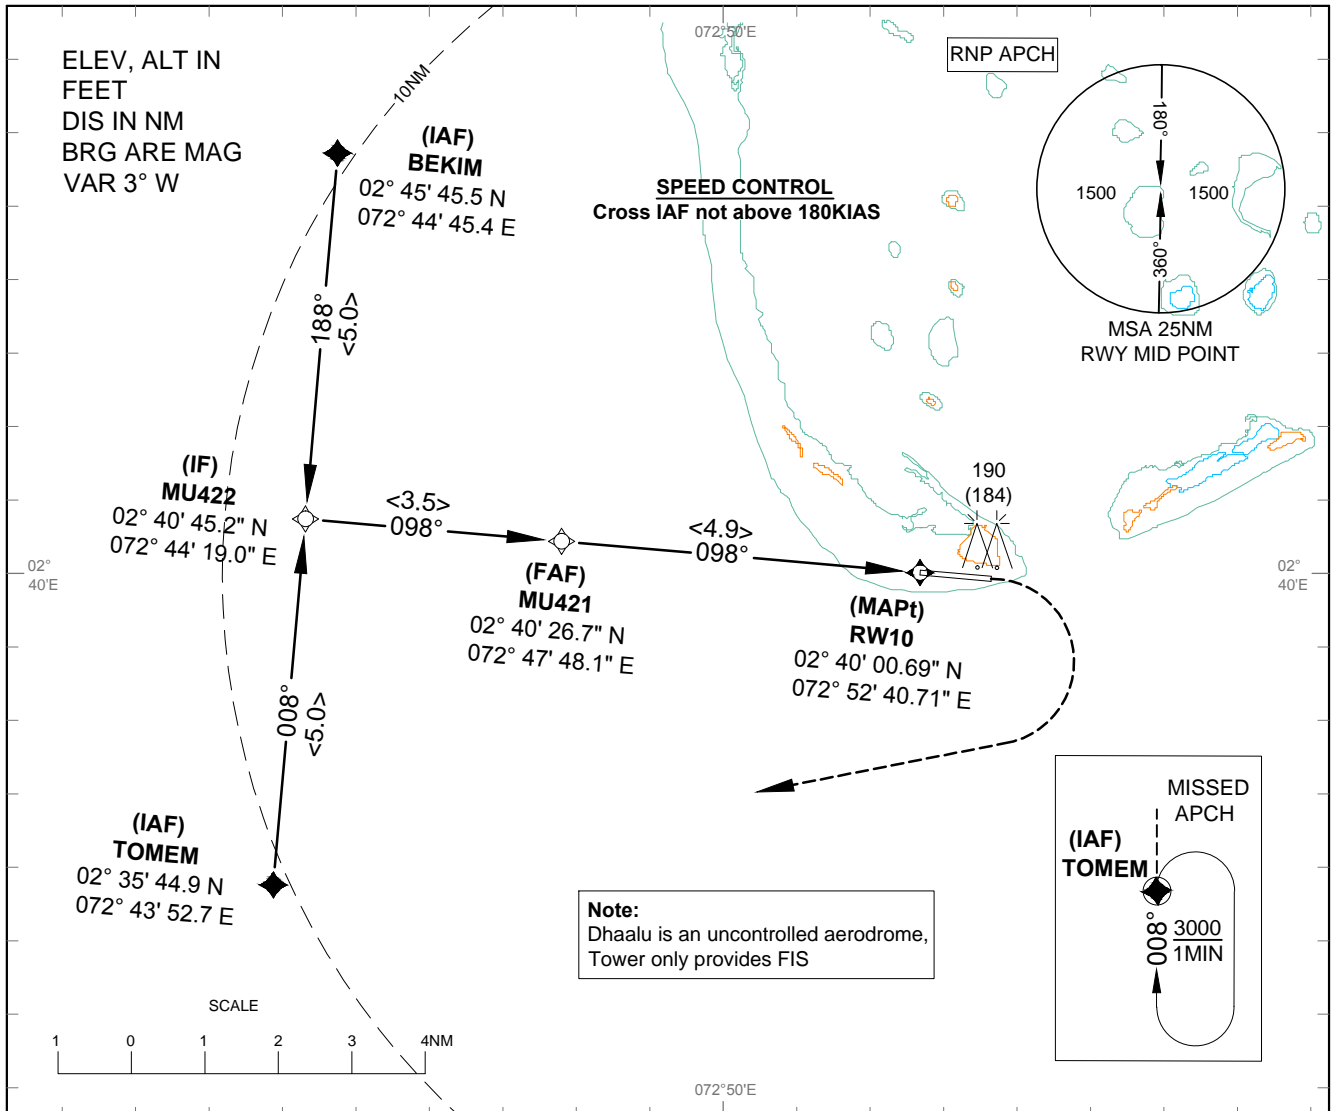 ELEV, ALT IN
FEET
DIS IN NM
BRG ARE MAG
VAR 3° W
10NM
072°50'E
RNP APCH
(IAF)
BEKIM
02° 45' 45.5 N
072° 44' 45.4 E
SPEED CONTROL
Cross IAF not above 180KIAS
180°
1500
1500
360°
MSA 25NM
RWY MID POINT
188°
<5.0>
(IF)
MU422
02° 40' 45.2" N
072° 44' 19.0" E
<3.5>
098°
<4.9>
098°
190
(184)
02°
40'E
02°
40'E
(FAF)
MU421
02° 40' 26.7" N
072° 47' 48.1" E
(MAPt)
RW10
02° 40' 00.69" N
072° 52' 40.71" E
008°
<5.0>
(IAF)
TOMEM
02° 35' 44.9 N
072° 43' 52.7 E
Note:
Dhaalu is an uncontrolled aerodrome,
Tower only provides FIS
MISSED
APCH
(IAF)
TOMEM
008°
3000
1MIN
SCALE
1 0 1 2 3 4NM
072°50'E